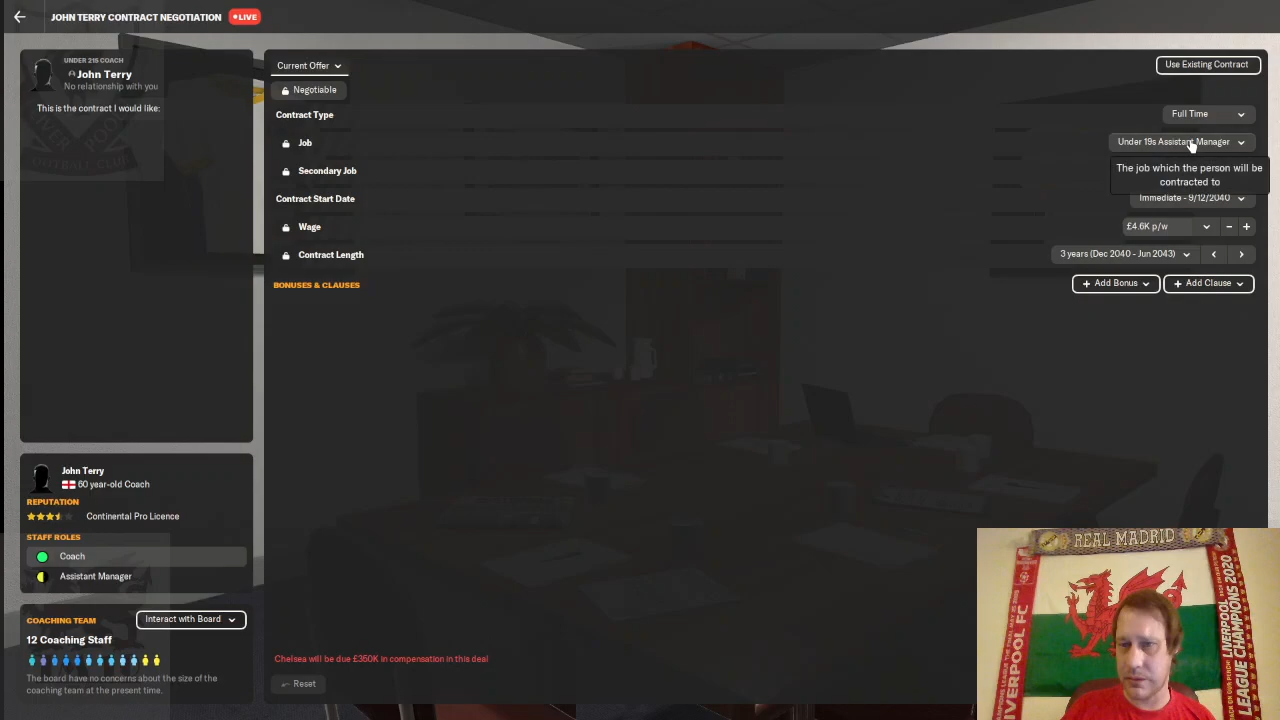 JOHN TERRY CONTRACT NEGOTIATION
LIVE
UNDER 21S COACH
John Terry
No relationship with you
This is the contract I would like:
Current Offer
Use Existing Contract
Negotiable
Contract Type
Full Time
Job
Under 19s Assistant Manager
The job which the person will be
contracted to
Secondary Job
Contract Start Date
Immediate - 9/12/2040
Wage
£4.6K p/w
Contract Length
3 years (Dec 2040 - Jun 2043)
BONUSES & CLAUSES
Add Bonus
Add Clause
John Terry
60 year-old Coach
REPUTATION
Continental Pro Licence
STAFF ROLES
Coach
Assistant Manager
COACHING TEAM
Interact with Board
12 Coaching Staff
The board have no concerns about the size of the
coaching team at the present time.
Chelsea will be due £350K in compensation in this deal
Reset
REAL MADRID
LIVERPOOL FC
LIVERPOOL
LEAGUE CHAMPIONS 2020